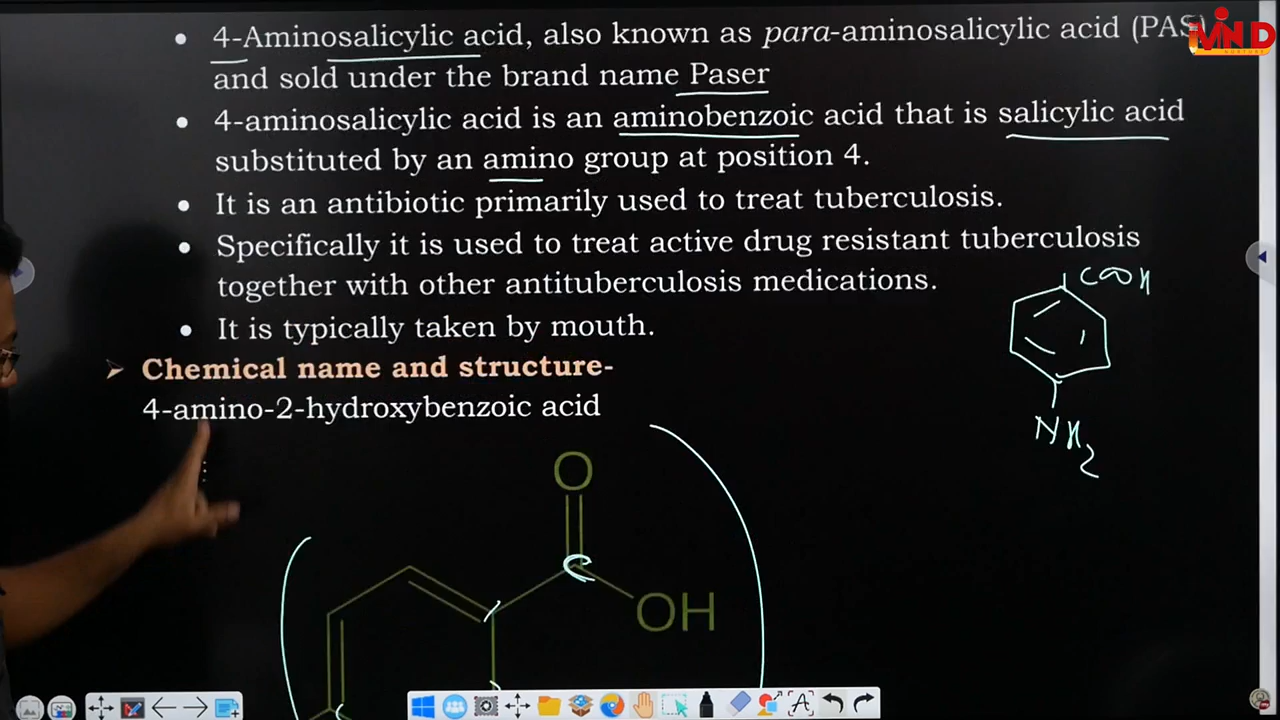 4-Aminosalicylic acid, also known as para-aminosalicylic acid (PAS)
and sold under the brand name Paser
4-aminosalicylic acid is an aminobenzoic acid that is salicylic acid
substituted by an amino group at position 4.
It is an antibiotic primarily used to treat tuberculosis.
Specifically it is used to treat active drug resistant tuberculosis
together with other antituberculosis medications.
It is typically taken by mouth.
Chemical name and structure-
4-amino-2-hydroxybenzoic acid
O
OH
COOH
NH2
MIND